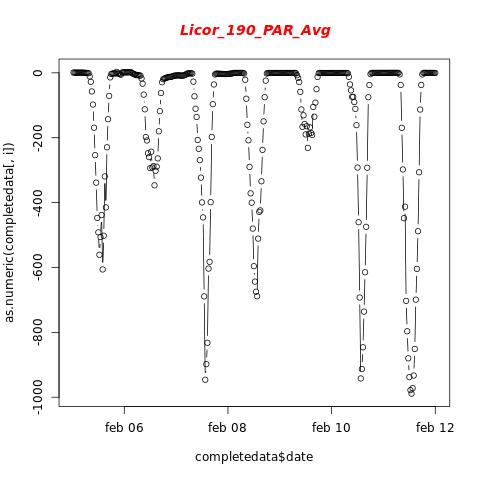 Licor_190_PAR_Avg
as.numeric(completedata[, i])
0
-200
-400
-600
-800
-1000
feb 06
feb 08
feb 10
feb 12
completedata$date